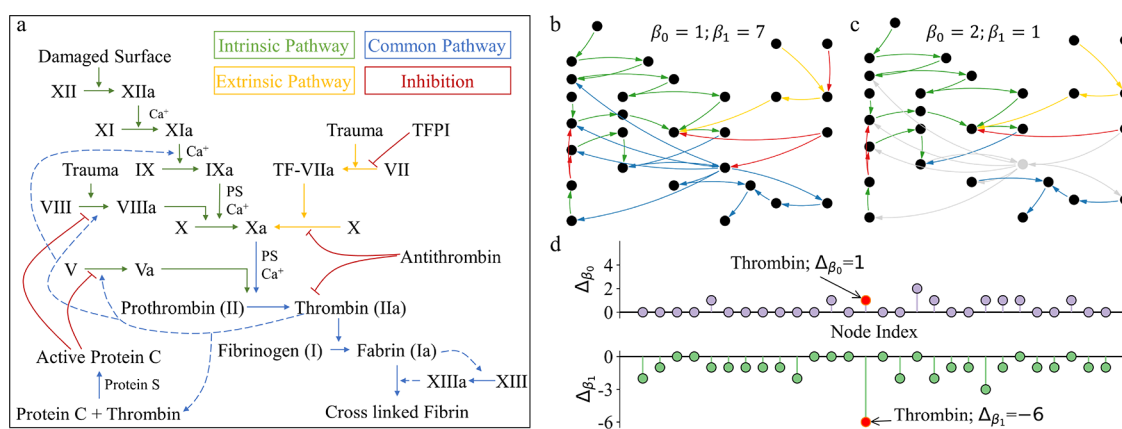 a
Intrinsic Pathway
Common Pathway
Extrinsic Pathway
Inhibition
Damaged Surface
XII
XIIa
Ca⁺
XI
XIa
Ca⁺
Trauma
TFPI
Trauma
IX
IXa
TF-VIIa
VII
PS
Ca⁺
VIII
VIIIa
X
Xa
X
PS
Ca⁺
Antithrombin
V
Va
Prothrombin (II)
Thrombin (IIa)
Active Protein C
Fibrinogen (I)
Fabrin (Ia)
Protein S
XIIIa
XIII
Protein C + Thrombin
Cross linked Fibrin
b
β₀ = 1; β₁ = 7
c
β₀ = 2; β₁ = 1
d
Δβ₀
4
2
0
Thrombin; Δβ₀=1
Node Index
Δβ₁
0
-3
-6
Thrombin; Δβ₁=−6